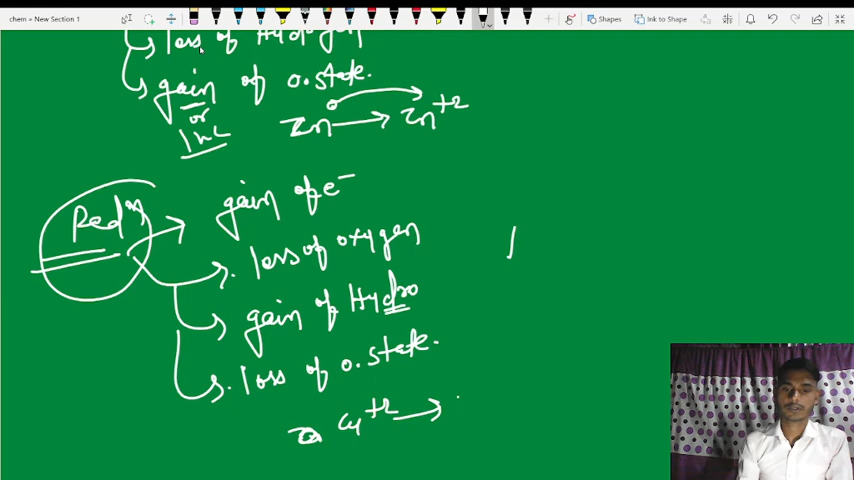 chem » New Section 1
Shapes
Ink to Shape
loss of Hydrogen
gain of o.state.
or
Inc
Zn → Zn+2
Redn
gain of e-
loss of oxygen
gain of Hydro
loss of o.state.
Cu+2 →